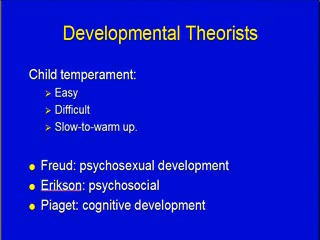 Developmental Theorists
Child temperament:
Easy
Difficult
Slow-to-warm up.
Freud: psychosexual development
Erikson: psychosocial
Piaget: cognitive development